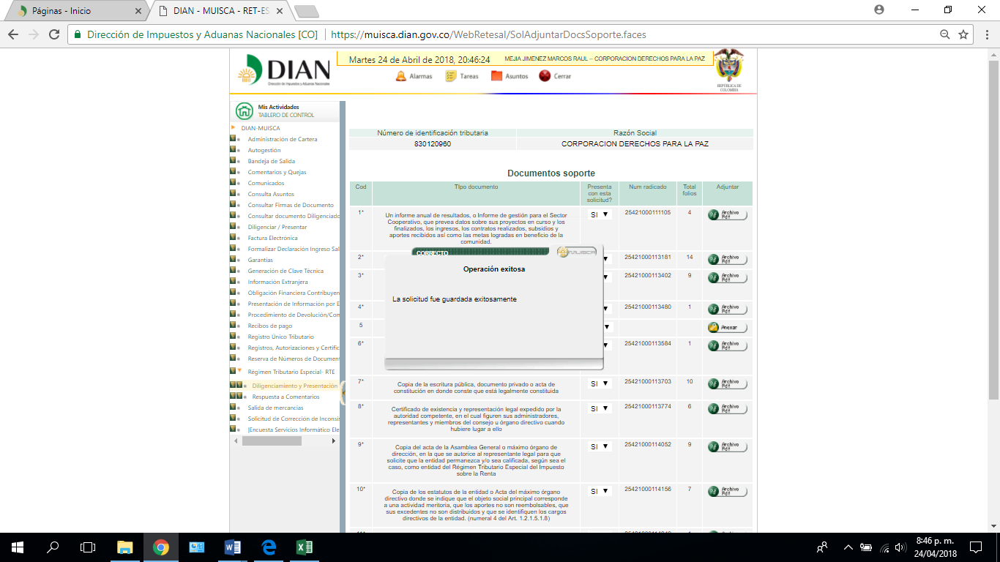 Páginas - Inicio
DIAN - MUISCA - RET-ES
Dirección de Impuestos y Aduanas Nacionales [CO]
https://muisca.dian.gov.co/WebRetesal/SolAdjuntarDocsSoporte.faces
DIAN
Dirección de Impuestos y Aduanas Nacionales
Martes 24 de Abril de 2018, 20:46:24
MEJIA JIMENEZ MARCOS RAUL -- CORPORACION DERECHOS PARA LA PAZ
Alarmas
Tareas
Asuntos
Cerrar
REPUBLICA DE
COLOMBIA
Mis Actividades
TABLERO DE CONTROL
DIAN-MUISCA
Administración de Cartera
Autogestión
Bandeja de Salida
Comentarios y Quejas
Comunicados
Consulta Asuntos
Consultar Firmas de Documento
Consultar documento Diligenciado
Diligenciar / Presentar
Factura Electrónica
Formalizar Declaración Ingreso Sal
Garantías
Generación de Clave Técnica
Información Extranjera
Obligación Financiera Contribuyen
Presentación de Información por E
Procedimiento de Devolución/Com
Recibos de pago
Registro Único Tributario
Registros, Autorizaciones y Certific
Reserva de Números de Document
Régimen Tributario Especial- RTE
Diligenciamiento y Presentación
Respuesta a Comentarios
Salida de mercancías
Solicitud de Corrección de Inconsis
|Encuesta Servicios Informático Ele
Número de identificación tributaria
Razón Social
830120960
CORPORACION DERECHOS PARA LA PAZ
Documentos soporte
Cod
TIpo documento
Presenta
con esta
solicitud?
Num radicado
Total
folios
Adjuntar
1*
Un informe anual de resultados, o Informe de gestión para el Sector
Cooperativo, que prevea datos sobre sus proyectos en curso y los
finalizados, los ingresos, los contratos realizados, subsidios y
aportes recibidos así como las metas logradas en beneficio de la
comunidad.
SI
25421000111105
4
Archivo
Pdf
2*
25421000113181
14
Archivo
Pdf
3*
25421000113402
9
Archivo
Pdf
4*
25421000113480
1
Archivo
Pdf
5
Anexar
6*
25421000113584
1
Archivo
Pdf
CORRECTO
MUISCA
Operación exitosa
La solicitud fue guardada exitosamente
7*
Copia de la escritura pública, documento privado o acta de
constitución en donde conste que está legalmente constituida
SI
25421000113703
10
Archivo
Pdf
8*
Certificado de existencia y representación legal expedido por la
autoridad competente, en el cual figuren sus administradores,
representantes y miembros del consejo u órgano directivo cuando
hubiere lugar a ello
SI
25421000113774
6
Archivo
Pdf
9*
Copia del acta de la Asamblea General o máximo órgano de
dirección, en la que se autorice al representante legal para que
solicite que la entidad permanezca y/o sea calificada, según sea el
caso, como entidad del Régimen Tributario Especial del Impuesto
sobre la Renta
SI
25421000114052
9
Archivo
Pdf
10*
Copia de los estatutos de la entidad o Acta del máximo órgano
directivo donde se indique que el objeto social principal corresponde
a una actividad meritoria, que los aportes no son reembolsables, que
sus excedentes no son distribuidos y que se identifiquen los cargos
directivos de la entidad. (numeral 4 del Art. 1.2.1.5.1.8)
SI
25421000114156
7
Archivo
Pdf
8:46 p. m.
24/04/2018